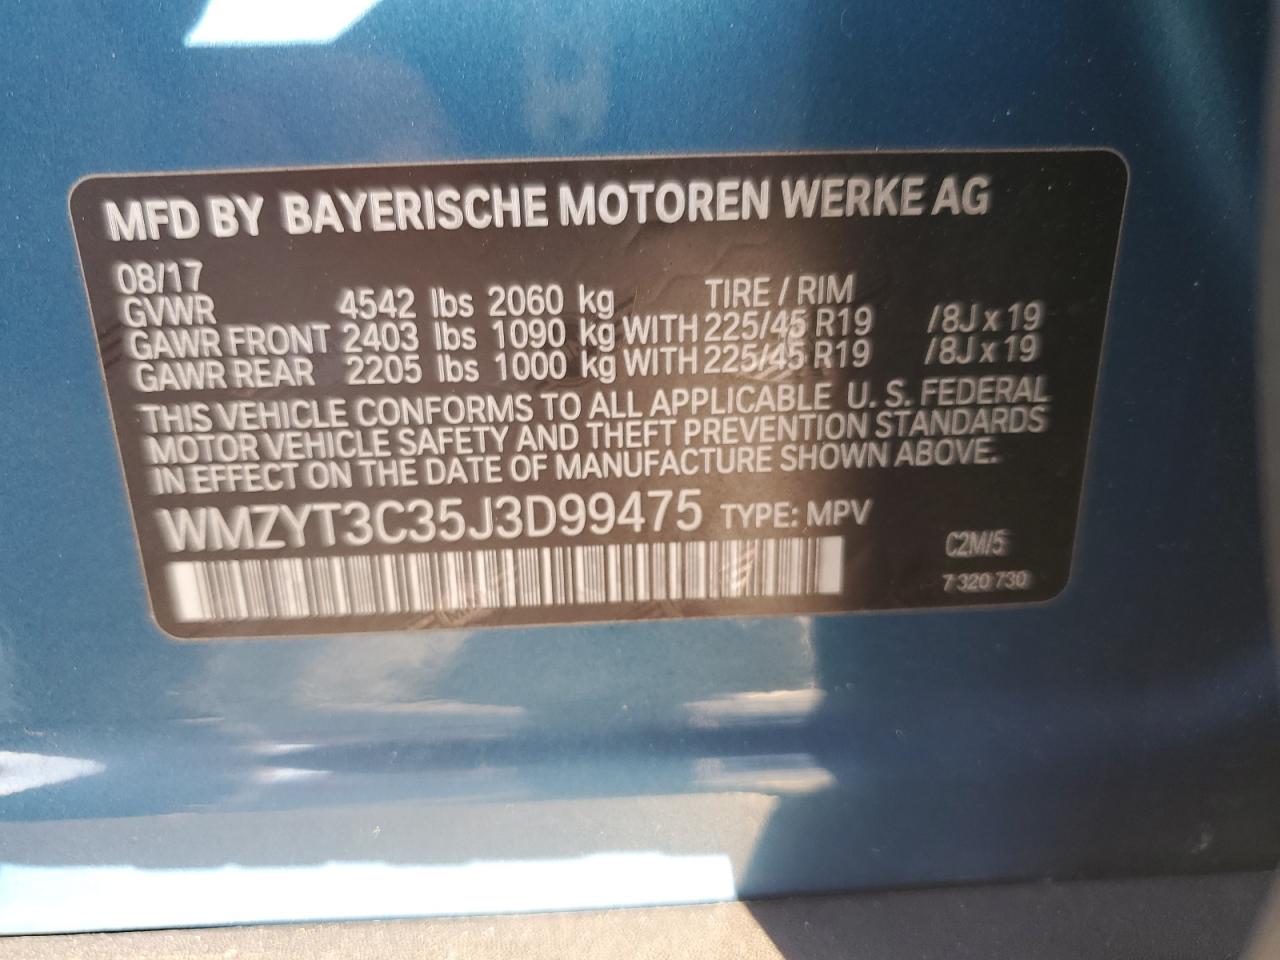 MFD BY BAYERISCHE MOTOREN WERKE AG
08/17
GVWR 4542 lbs 2060 kg TIRE / RIM
GAWR FRONT 2403 lbs 1090 kg WITH 225/45 R19 /8J x 19
GAWR REAR 2205 lbs 1000 kg WITH 225/45 R19 /8J x 19
THIS VEHICLE CONFORMS TO ALL APPLICABLE U. S. FEDERAL
MOTOR VEHICLE SAFETY AND THEFT PREVENTION STANDARDS
IN EFFECT ON THE DATE OF MANUFACTURE SHOWN ABOVE.
WMZYT3C35J3D99475 TYPE: MPV
C2M/5
7 320 730